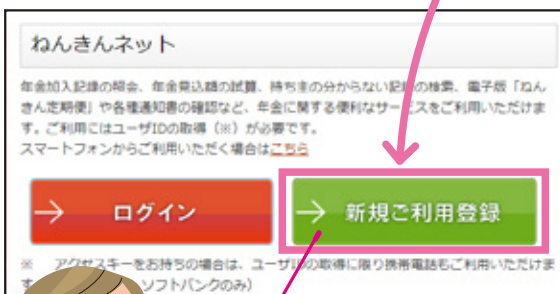 ねんきんネット
年金加入記録の照会、年金見込額の試算、持ち主の分からない記録の検索、電子版「ねん
きん定期便」や各種通知書の確認など、年金に関する便利なサービスをご利用いただけま
す。ご利用にはユーザIDの取得（※）が必要です。
スマートフォンからご利用いただく場合はこちら
ログイン
新規ご利用登録
※ アクセスキーをお持ちの場合は、ユーザIDの取得に限り携帯電話もご利用いただけま
す
ソフトバンクのみ）